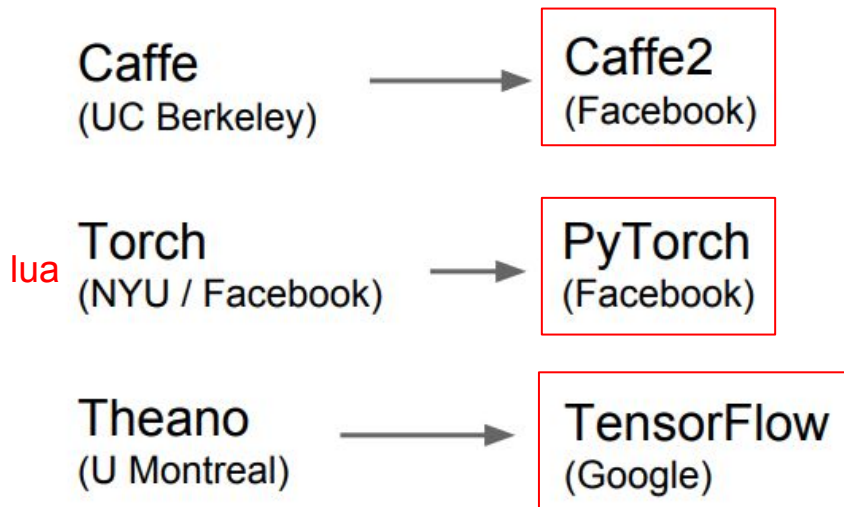 Caffe
(UC Berkeley)
Caffe2
(Facebook)
lua
Torch
(NYU / Facebook)
PyTorch
(Facebook)
Theano
(U Montreal)
TensorFlow
(Google)